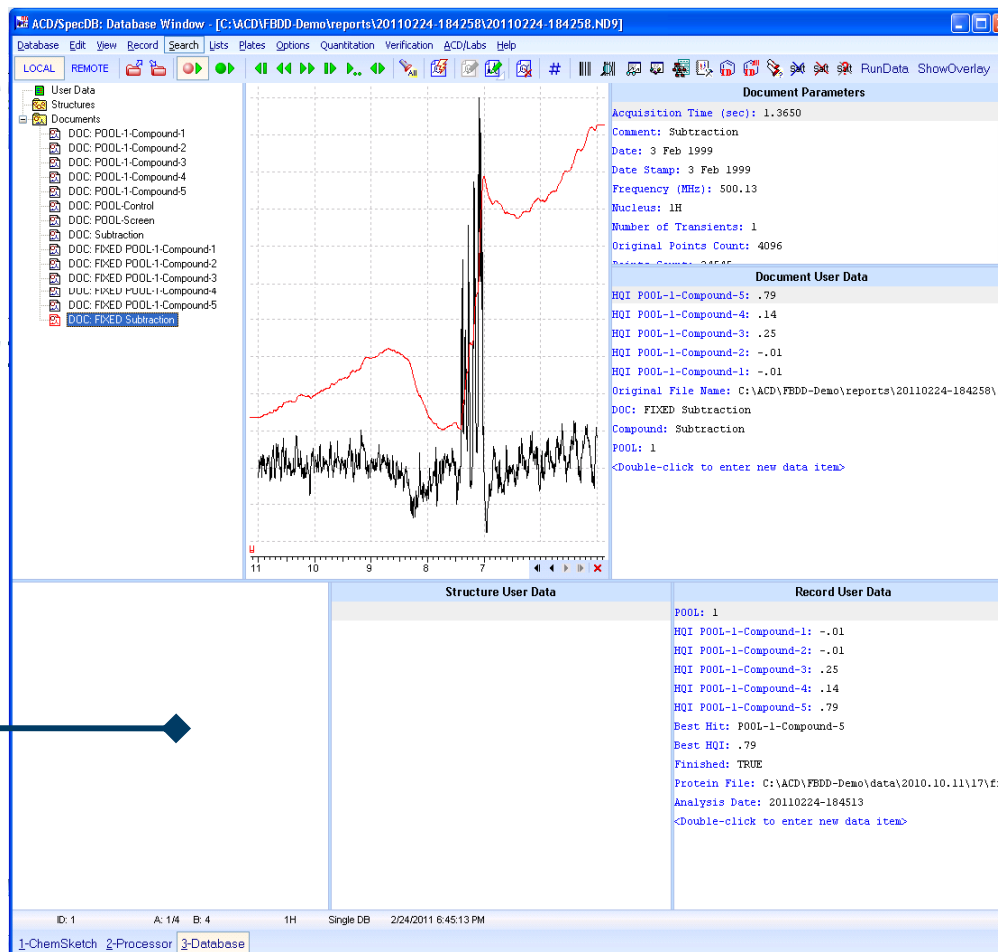 ACD/SpecDB: Database Window - [C:\ACD\FBDD-Demo\reports\20110224-184258\20110224-184258.ND9]
Database Edit View Record Search Lists Plates Options Quantitation Verification ACD/Labs Help
LOCAL REMOTE All # RunData ShowOverlay
User Data
Structures
Documents
DOC: POOL-1-Compound-1
DOC: POOL-1-Compound-2
DOC: POOL-1-Compound-3
DOC: POOL-1-Compound-4
DOC: POOL-1-Compound-5
DOC: POOL-Control
DOC: POOL-Screen
DOC: Subtraction
DOC: FIXED POOL-1-Compound-1
DOC: FIXED POOL-1-Compound-2
DOC: FIXED POOL-1-Compound-3
DOC: FIXED POOL-1-Compound-4
DOC: FIXED POOL-1-Compound-5
DOC: FIXED Subtraction
11 10 9 8 7
Document Parameters
Acquisition Time (sec): 1.3650
Comment: Subtraction
Date: 3 Feb 1999
Date Stamp: 3 Feb 1999
Frequency (MHz): 500.13
Nucleus: 1H
Number of Transients: 1
Original Points Count: 4096
Document User Data
HQI POOL-1-Compound-5: .79
HQI POOL-1-Compound-4: .14
HQI POOL-1-Compound-3: .25
HQI POOL-1-Compound-2: -.01
HQI POOL-1-Compound-1: -.01
Original File Name: C:\ACD\FBDD-Demo\reports\20110224-184258\
DOC: FIXED Subtraction
Compound: Subtraction
POOL: 1
<Double-click to enter new data item>
Structure User Data
Record User Data
POOL: 1
HQI POOL-1-Compound-1: -.01
HQI POOL-1-Compound-2: -.01
HQI POOL-1-Compound-3: .25
HQI POOL-1-Compound-4: .14
HQI POOL-1-Compound-5: .79
Best Hit: POOL-1-Compound-5
Best HQI: .79
Finished: TRUE
Protein File: C:\ACD\FBDD-Demo\data\2010.10.11\17\f
Analysis Date: 20110224-184513
<Double-click to enter new data item>
ID: 1 A: 1/4 B: 4 1H Single DB 2/24/2011 6:45:13 PM
1-ChemSketch 2-Processor 3-Database